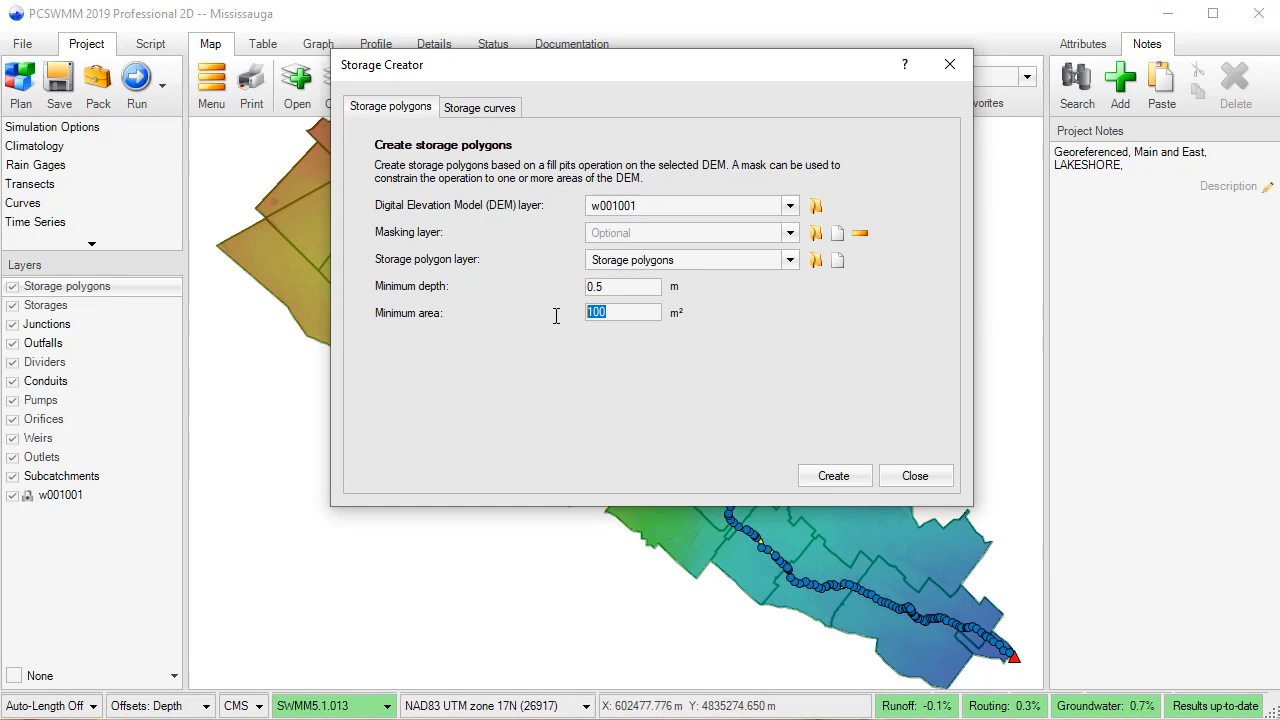 PCSWMM 2019 Professional 2D -- Mississauga
File
Project
Script
Map
Table
Graph
Profile
Details
Status
Documentation
Attributes
Notes
Plan
Save
Pack
Run
Menu
Print
Open
Search
Add
Paste
Delete
Simulation Options
Climatology
Rain Gages
Transects
Curves
Time Series
Layers
Storage polygons
Storages
Junctions
Outfalls
Dividers
Conduits
Pumps
Orifices
Weirs
Outlets
Subcatchments
w001001
None
Storage Creator
?
Storage polygons
Storage curves
Create storage polygons
Create storage polygons based on a fill pits operation on the selected DEM. A mask can be used to
constrain the operation to one or more areas of the DEM.
Digital Elevation Model (DEM) layer: w001001
Masking layer: Optional
Storage polygon layer: Storage polygons
Minimum depth: 0.5 m
Minimum area: 100 m²
Create
Close
Project Notes
Georeferenced, Main and East,
LAKESHORE,
Description
Auto-Length Off
Offsets: Depth
CMS
SWMM5.1.013
NAD83 UTM zone 17N (26917)
X: 602477.776 m Y: 4835274.650 m
Runoff: -0.1%
Routing: 0.3%
Groundwater: 0.7%
Results up-to-date